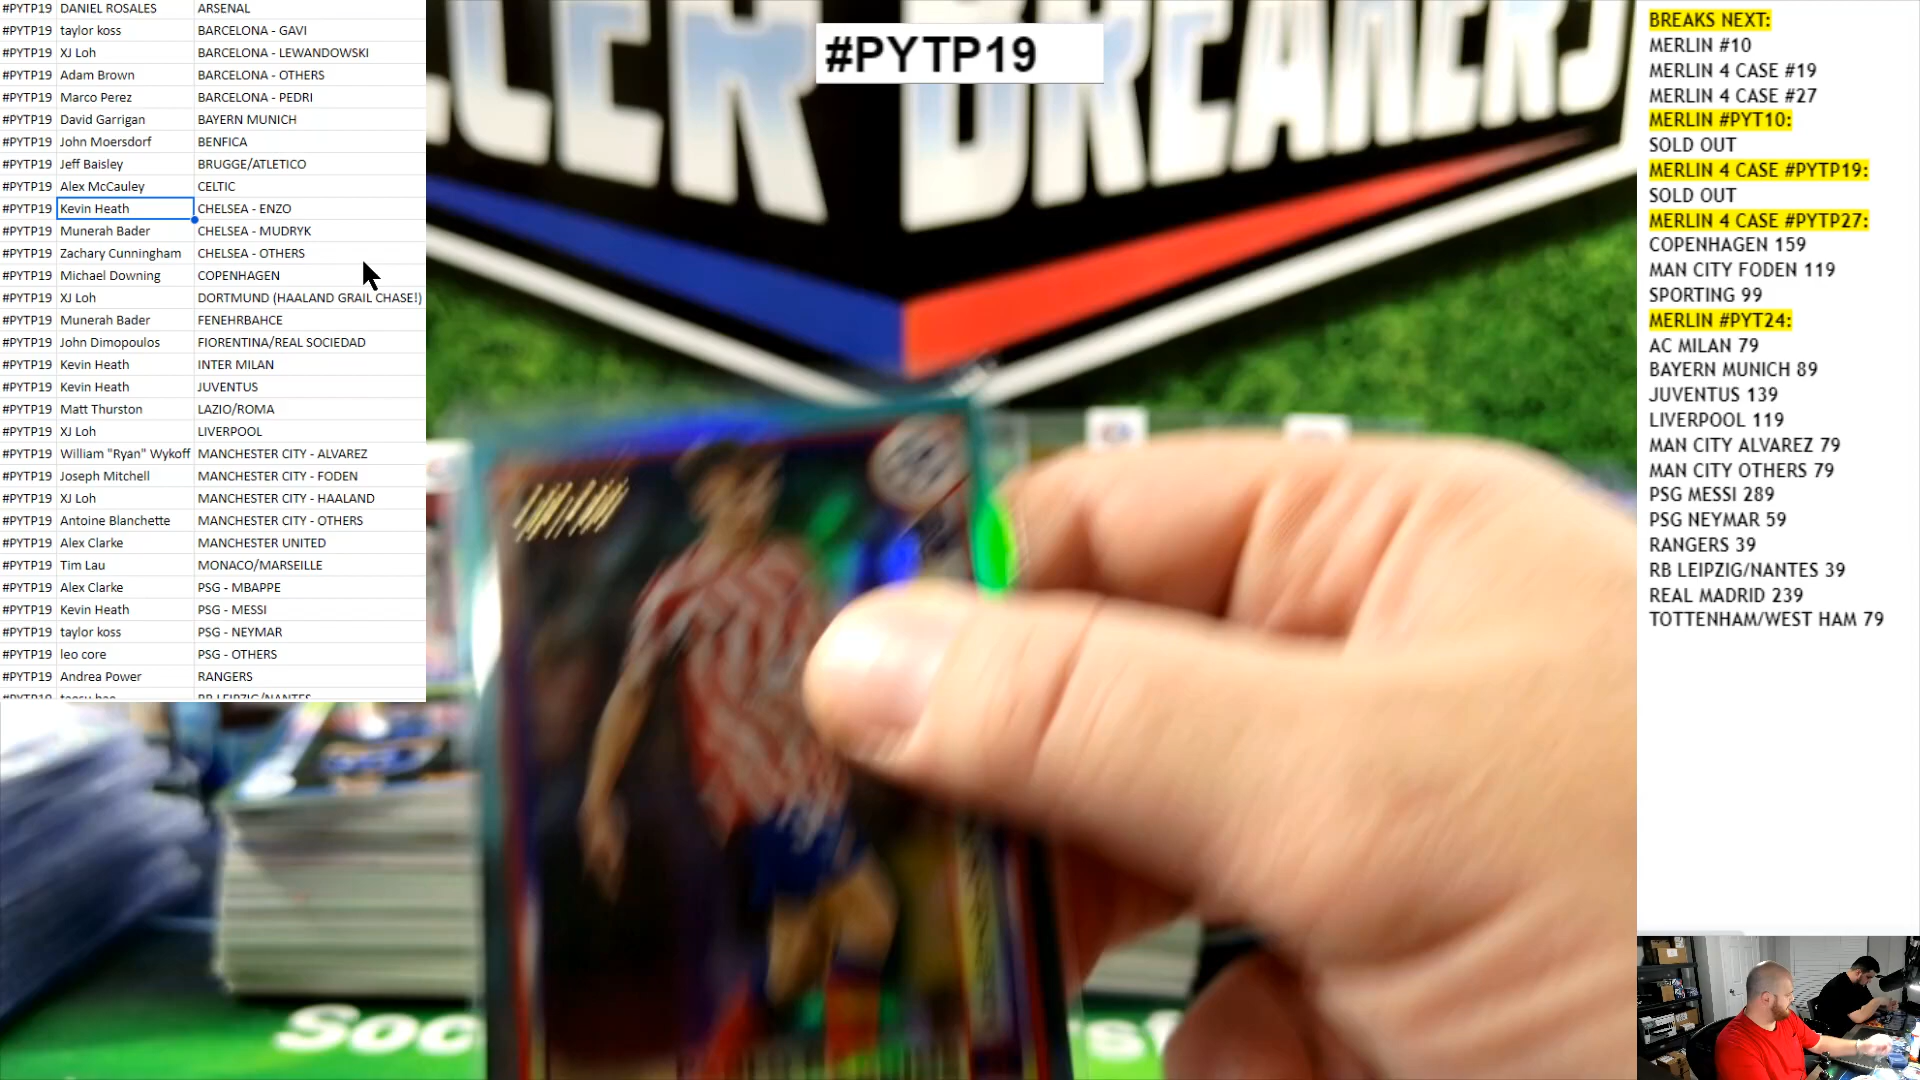 #PYTP19 DANIEL ROSALES ARSENAL
#PYTP19 taylor koss BARCELONA - GAVI
#PYTP19 XJ Loh BARCELONA - LEWANDOWSKI
#PYTP19 Adam Brown BARCELONA - OTHERS
#PYTP19 Marco Perez BARCELONA - PEDRI
#PYTP19 David Garrigan BAYERN MUNICH
#PYTP19 John Moersdorf BENFICA
#PYTP19 Jeff Baisley BRUGGE/ATLETICO
#PYTP19 Alex McCauley CELTIC
#PYTP19 Kevin Heath CHELSEA - ENZO
#PYTP19 Munerah Bader CHELSEA - MUDRYK
#PYTP19 Zachary Cunningham CHELSEA - OTHERS
#PYTP19 Michael Downing COPENHAGEN
#PYTP19 XJ Loh DORTMUND (HAALAND GRAIL CHASE!)
#PYTP19 Munerah Bader FENEHRBAHCE
#PYTP19 John Dimopoulos FIORENTINA/REAL SOCIEDAD
#PYTP19 Kevin Heath INTER MILAN
#PYTP19 Kevin Heath JUVENTUS
#PYTP19 Matt Thurston LAZIO/ROMA
#PYTP19 XJ Loh LIVERPOOL
#PYTP19 William "Ryan" Wykoff MANCHESTER CITY - ALVAREZ
#PYTP19 Joseph Mitchell MANCHESTER CITY - FODEN
#PYTP19 XJ Loh MANCHESTER CITY - HAALAND
#PYTP19 Antoine Blanchette MANCHESTER CITY - OTHERS
#PYTP19 Alex Clarke MANCHESTER UNITED
#PYTP19 Tim Lau MONACO/MARSEILLE
#PYTP19 Alex Clarke PSG - MBAPPE
#PYTP19 Kevin Heath PSG - MESSI
#PYTP19 taylor koss PSG - NEYMAR
#PYTP19 leo core PSG - OTHERS
#PYTP19 Andrea Power RANGERS
#PYTP19 RB LEIPZIG/NANTES
#PYTP19
CER BREAKERS
Soc
BREAKS NEXT:
MERLIN #10
MERLIN 4 CASE #19
MERLIN 4 CASE #27
MERLIN #PYT10:
SOLD OUT
MERLIN 4 CASE #PYTP19:
SOLD OUT
MERLIN 4 CASE #PYTP27:
COPENHAGEN 159
MAN CITY FODEN 119
SPORTING 99
MERLIN #PYT24:
AC MILAN 79
BAYERN MUNICH 89
JUVENTUS 139
LIVERPOOL 119
MAN CITY ALVAREZ 79
MAN CITY OTHERS 79
PSG MESSI 289
PSG NEYMAR 59
RANGERS 39
RB LEIPZIG/NANTES 39
REAL MADRID 239
TOTTENHAM/WEST HAM 79